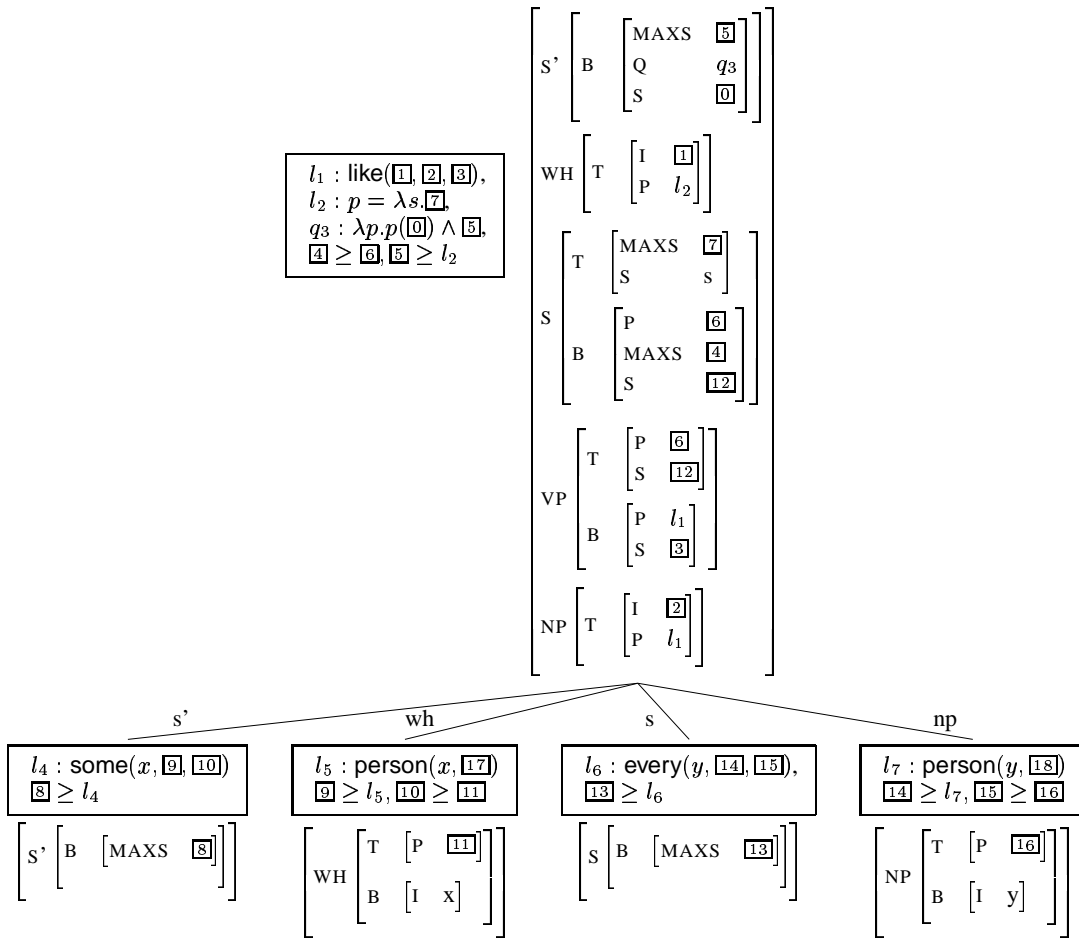 MAXS 5
S' B Q q3
S 0
WH T I 1
P l2
l1 : like(1, 2, 3),
l2 : p = λs.7,
q3 : λp.p(0) ∧ 5,
4 ≥ 6, 5 ≥ l2
S T MAXS 7
S s
B P 6
MAXS 4
S 12
VP T P 6
S 12
B P l1
S 3
NP T I 2
P l1
s' wh s np
l4 : some(x, 9, 10)
8 ≥ l4
S' B MAXS 8
l5 : person(x, 17)
9 ≥ l5, 10 ≥ 11
WH T P 11
B I x
l6 : every(y, 14, 15),
13 ≥ l6
S B MAXS 13
l7 : person(y, 18)
14 ≥ l7, 15 ≥ 16
NP T P 16
B I y